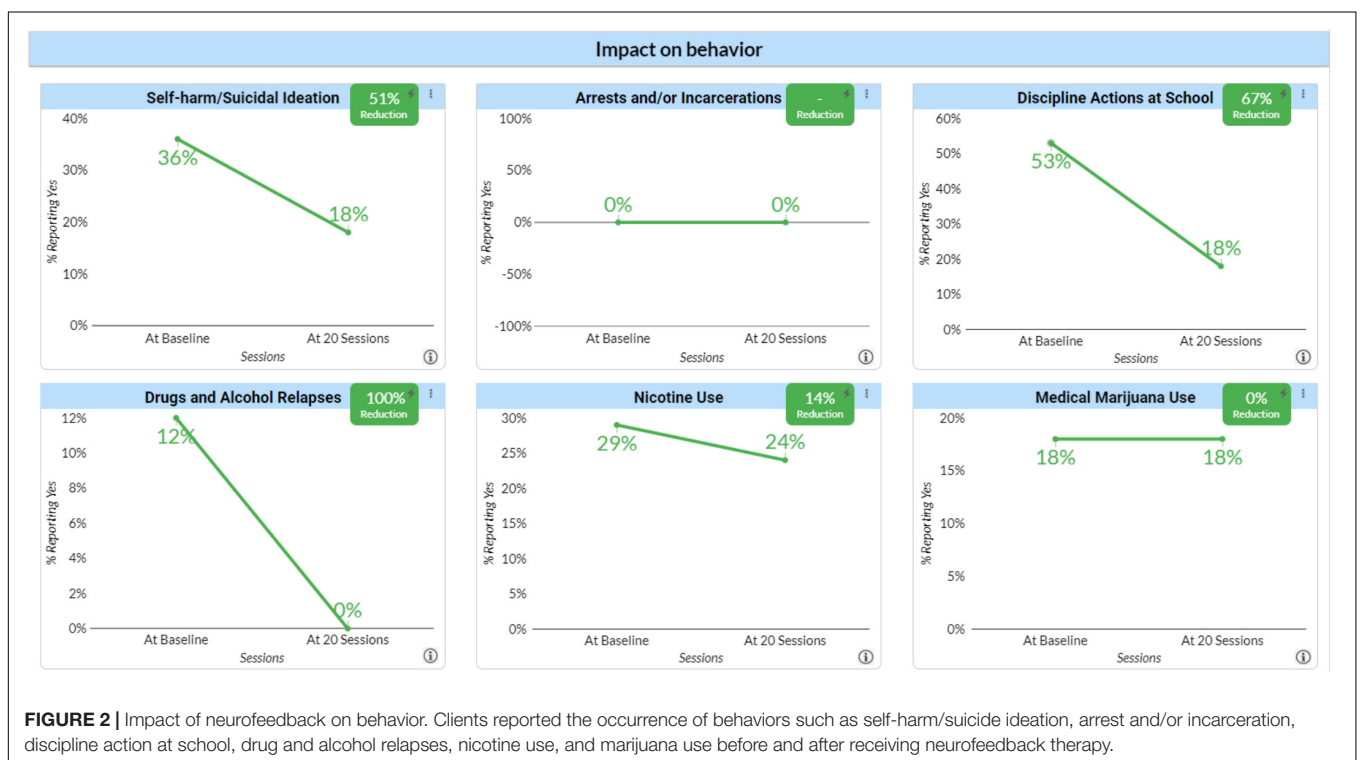 Impact on behavior
Self-harm/Suicidal Ideation
51%
Reduction
40%
30%
20%
10%
0%
% Reporting Yes
36%
18%
At Baseline
At 20 Sessions
Sessions
Arrests and/or Incarcerations
-
Reduction
100%
50%
0%
-50%
-100%
% Reporting Yes
0%
0%
At Baseline
At 20 Sessions
Sessions
Discipline Actions at School
67%
Reduction
60%
50%
40%
30%
20%
10%
0%
% Reporting Yes
53%
18%
At Baseline
At 20 Sessions
Sessions
Drugs and Alcohol Relapses
100%
Reduction
12%
10%
8%
6%
4%
2%
0%
% Reporting Yes
12%
0%
At Baseline
At 20 Sessions
Sessions
Nicotine Use
14%
Reduction
30%
25%
20%
15%
10%
5%
0%
% Reporting Yes
29%
24%
At Baseline
At 20 Sessions
Sessions
Medical Marijuana Use
0%
Reduction
20%
15%
10%
5%
0%
% Reporting Yes
18%
18%
At Baseline
At 20 Sessions
Sessions
FIGURE 2 | Impact of neurofeedback on behavior. Clients reported the occurrence of behaviors such as self-harm/suicide ideation, arrest and/or incarceration,
discipline action at school, drug and alcohol relapses, nicotine use, and marijuana use before and after receiving neurofeedback therapy.